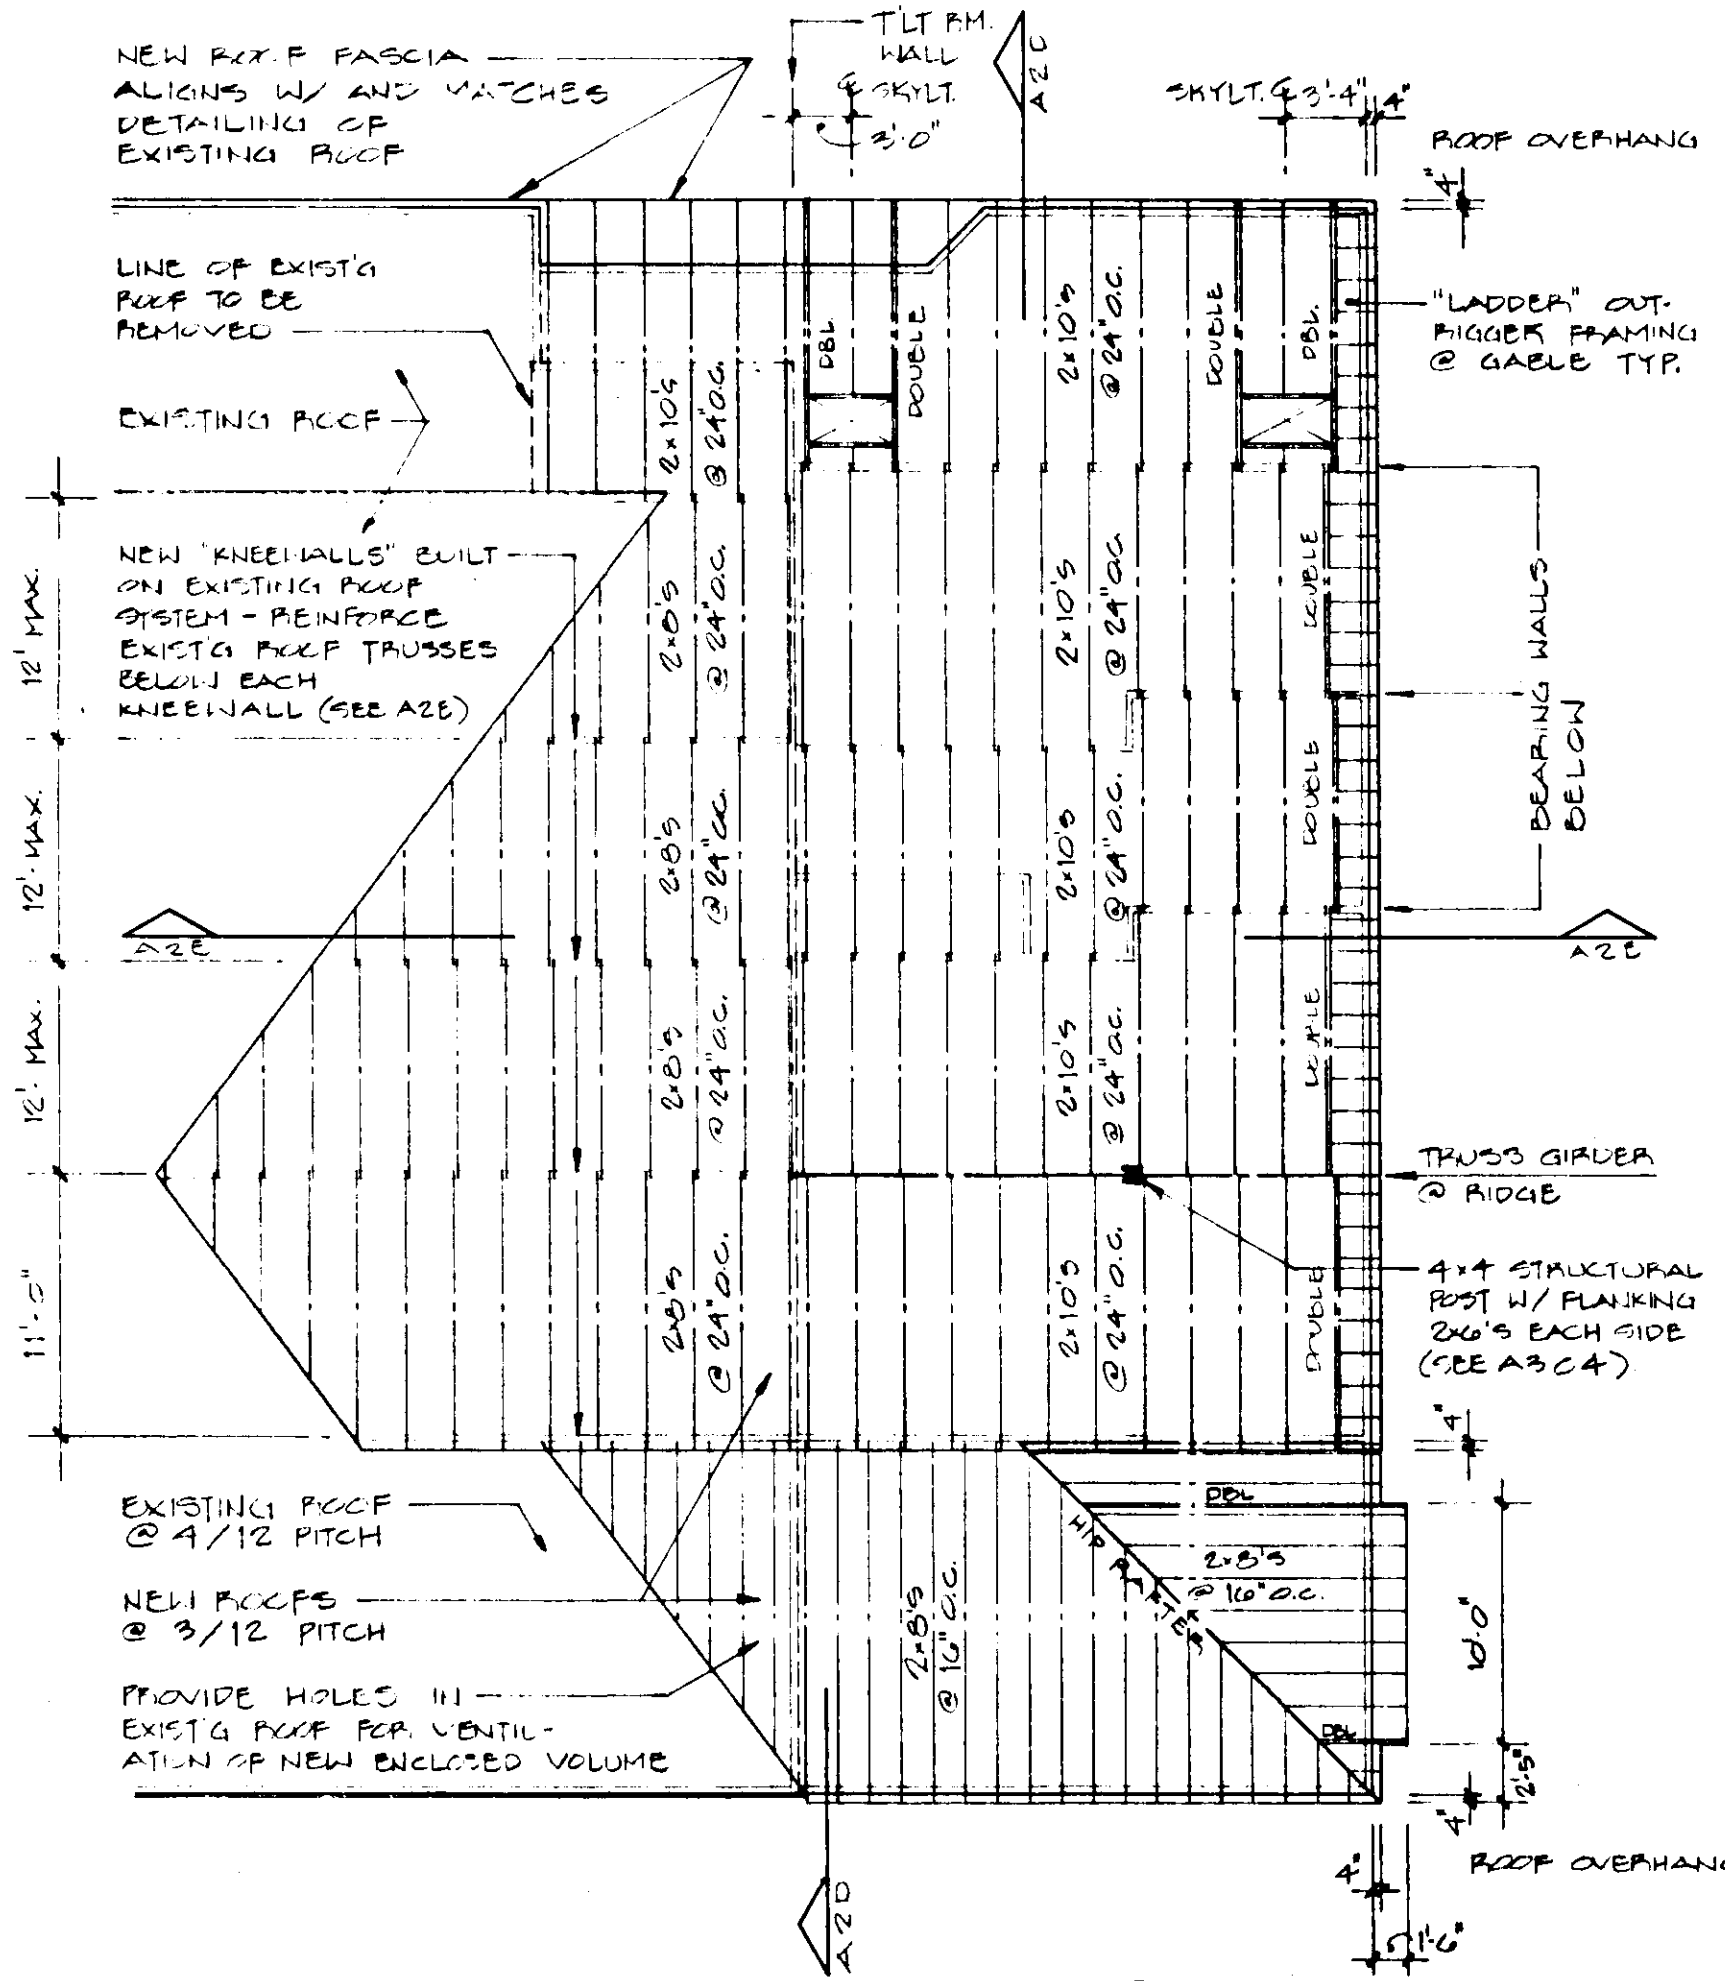 NEW ROOF FASCIA
ALIGNS W/ AND MATCHES
DETAILING OF
EXISTING ROOF
T'LT RM.
WALL
℄ SKYLT.
3'-0"
A2C
SKYLT. ℄ 3'-4"
4"
ROOF OVERHANG
4"
LINE OF EXIST'G
ROOF TO BE
REMOVED
EXISTING ROOF
"LADDER" OUT-
RIGGER FRAMING
@ GABLE TYP.
DBL.
DOUBLE
2x10's
@ 24" O.C.
DOUBLE
DBL.
2x10's
@ 24" O.C.
NEW "KNEEWALLS" BUILT
ON EXISTING ROOF
SYSTEM - REINFORCE
EXIST'G ROOF TRUSSES
BELOW EACH
KNEEWALL (SEE A2E)
12' MAX.
12' MAX.
12' MAX.
11'-0"
2x8's
@ 24" O.C.
2x10's
@ 24" O.C.
DOUBLE
2x8's
@ 24" O.C.
2x10's
@ 24" O.C.
DOUBLE
BEARING WALLS
BELOW
A2E
A2E
2x8's
@ 24" O.C.
2x10's
@ 24" O.C.
DOUBLE
TRUSS GIRDER
@ RIDGE
2x8's
@ 24" O.C.
2x10's
@ 24" O.C.
DOUBLE
4x4 STRUCTURAL
POST W/ FLANKING
2x6's EACH SIDE
(SEE A3C4)
4"
EXISTING ROOF
@ 4/12 PITCH
NEW ROOFS
@ 3/12 PITCH
PROVIDE HOLES IN
EXIST'G ROOF FOR VENTIL-
ATION OF NEW ENCLOSED VOLUME
DBL
HIP RAFTER
2x8's
@ 16" O.C.
2x8's
@ 16" O.C.
DBL
10'-0"
2'-5"
4"
ROOF OVERHANG
4"
1'-6"
A2D